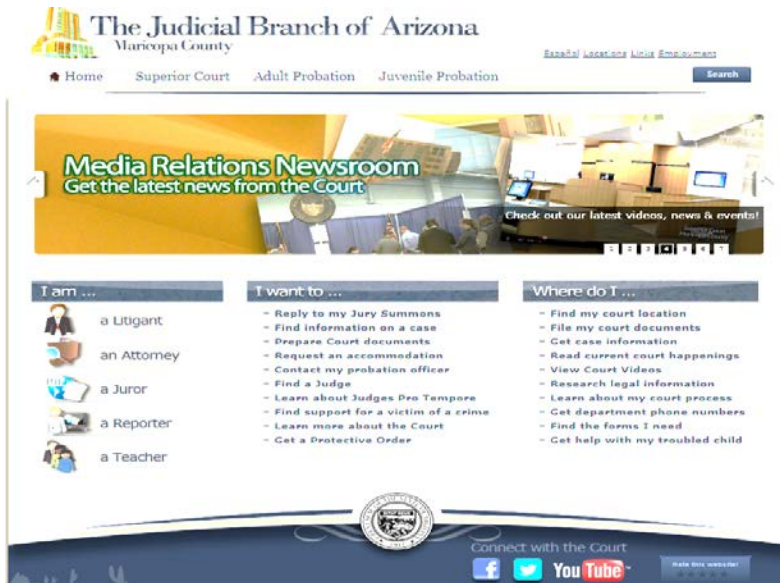 The Judicial Branch of Arizona
Maricopa County
Español Locations Links Employment
Home Superior Court Adult Probation Juvenile Probation Search
Media Relations Newsroom
Get the latest news from the Court
Check out our latest videos, news & events!
1 2 3 4 5 6 7
I am ...
a Litigant
an Attorney
a Juror
a Reporter
a Teacher
I want to ...
- Reply to my Jury Summons
- Find information on a case
- Prepare Court documents
- Request an accommodation
- Contact my probation officer
- Find a Judge
- Learn about Judges Pro Tempore
- Find support for a victim of a crime
- Learn more about the Court
- Get a Protective Order
Where do I ...
- Find my court location
- File my court documents
- Get case information
- Read current court happenings
- View Court Videos
- Research legal information
- Learn about my court process
- Get department phone numbers
- Find the forms I need
- Get help with my troubled child
Connect with the Court
f YouTube
Rate this website!